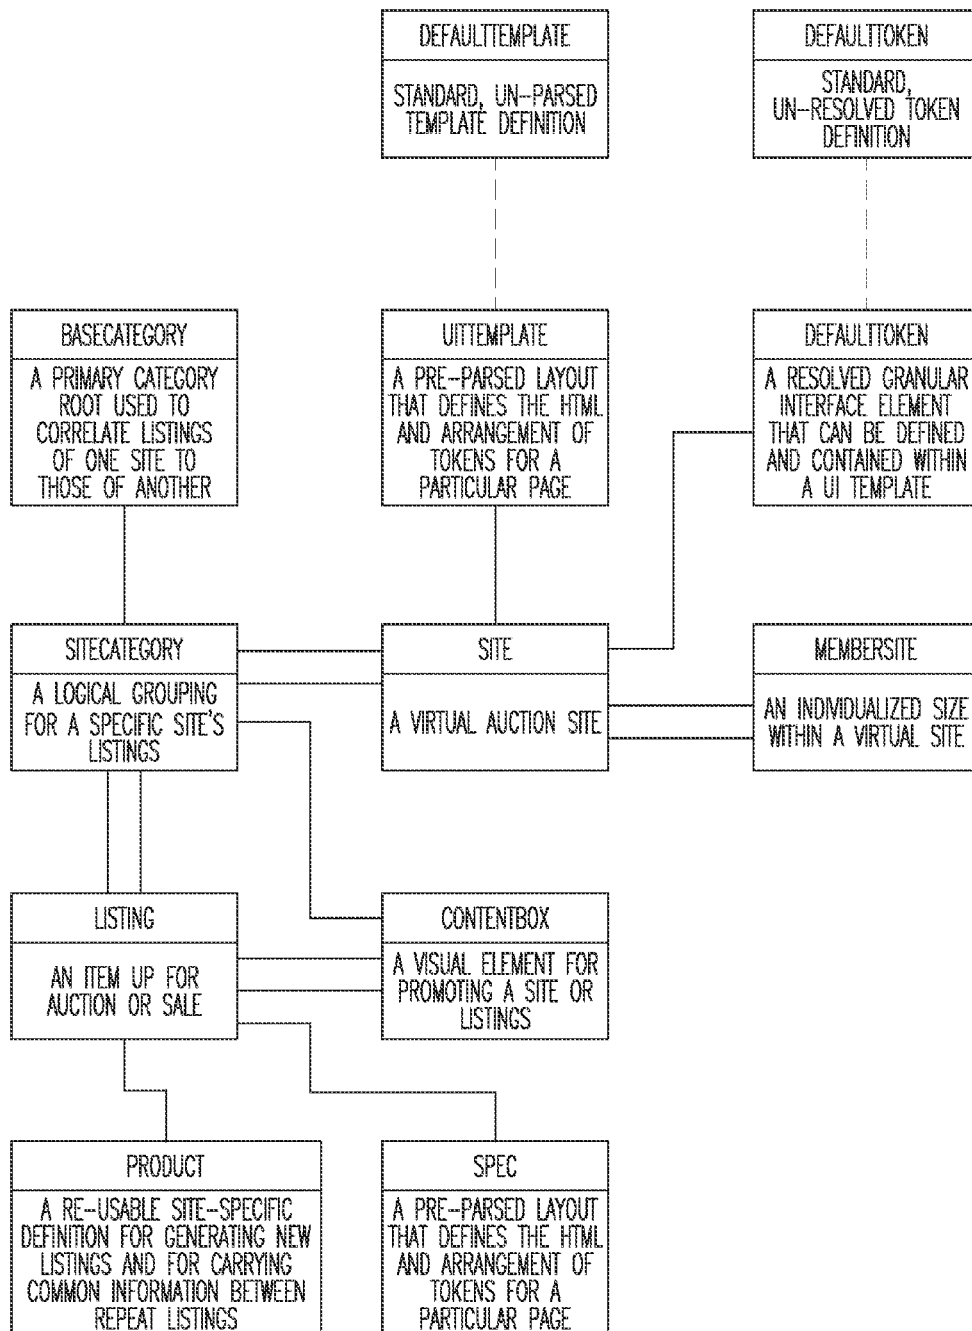 DEFAULTTEMPLATE
STANDARD, UN-PARSED
TEMPLATE DEFINITION
DEFAULTTOKEN
STANDARD,
UN-RESOLVED TOKEN
DEFINITION
BASECATEGORY
A PRIMARY CATEGORY
ROOT USED TO
CORRELATE LISTINGS
OF ONE SITE TO
THOSE OF ANOTHER
UITTEMPLATE
A PRE-PARSED LAYOUT
THAT DEFINES THE HTML
AND ARRANGEMENT OF
TOKENS FOR A
PARTICULAR PAGE
DEFAULTTOKEN
A RESOLVED GRANULAR
INTERFACE ELEMENT
THAT CAN BE DEFINED
AND CONTAINED WITHIN
A UI TEMPLATE
SITECATEGORY
A LOGICAL GROUPING
FOR A SPECIFIC SITE'S
LISTINGS
SITE
A VIRTUAL AUCTION SITE
MEMBERSITE
AN INDIVIDUALIZED SIZE
WITHIN A VIRTUAL SITE
LISTING
AN ITEM UP FOR
AUCTION OR SALE
CONTENTBOX
A VISUAL ELEMENT FOR
PROMOTING A SITE OR
LISTINGS
PRODUCT
A RE-USABLE SITE-SPECIFIC
DEFINITION FOR GENERATING NEW
LISTINGS AND FOR CARRYING
COMMON INFORMATION BETWEEN
REPEAT LISTINGS
SPEC
A PRE-PARSED LAYOUT
THAT DEFINES THE HTML
AND ARRANGEMENT OF
TOKENS FOR A
PARTICULAR PAGE